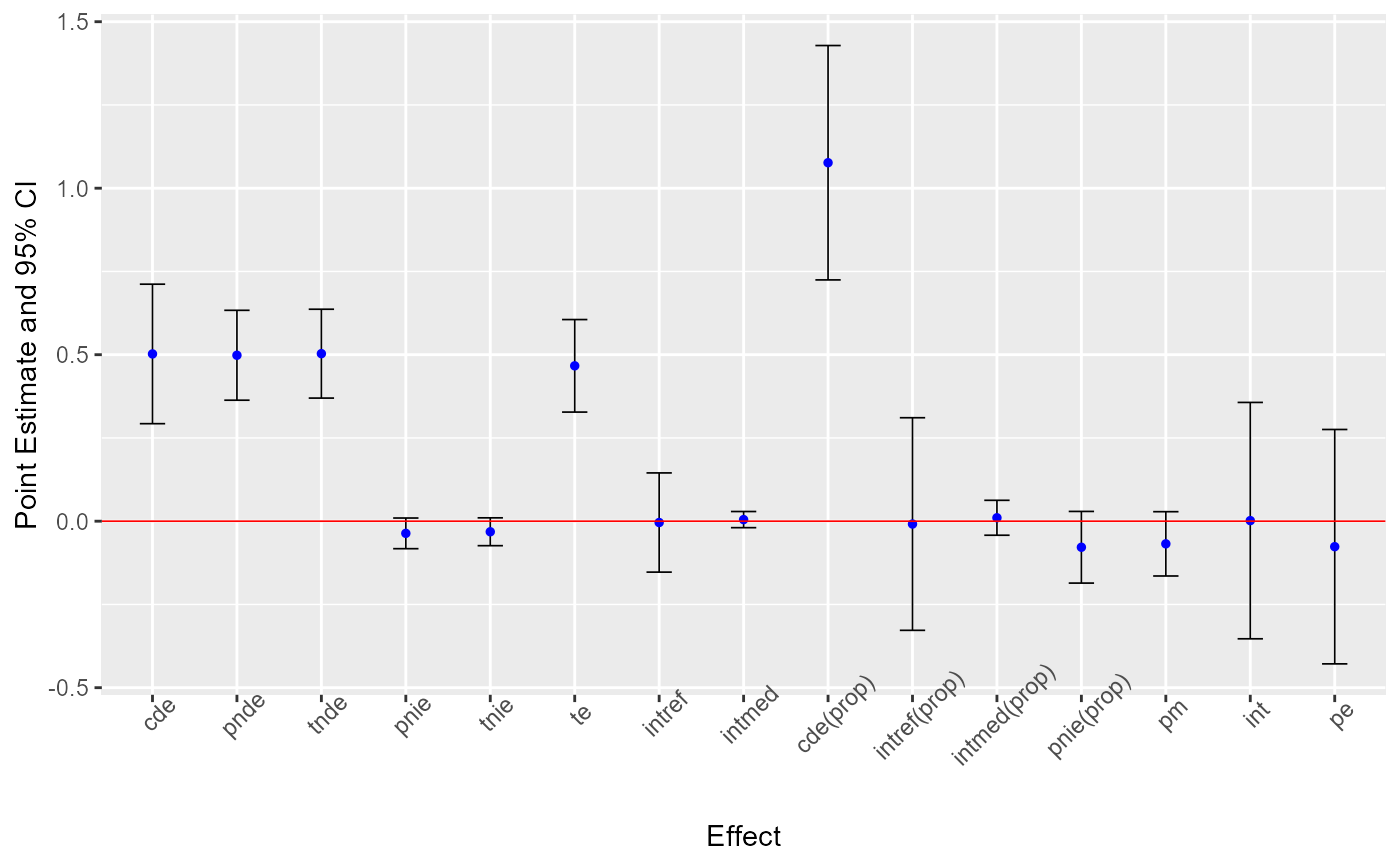 Point Estimate and 95% CI
1.5
1.0
0.5
0.0
-0.5
cde
pnde
tnde
pnie
tnie
te
intref
intmed
cde(prop)
intref(prop)
intmed(prop)
pnie(prop)
pm
int
pe
Effect